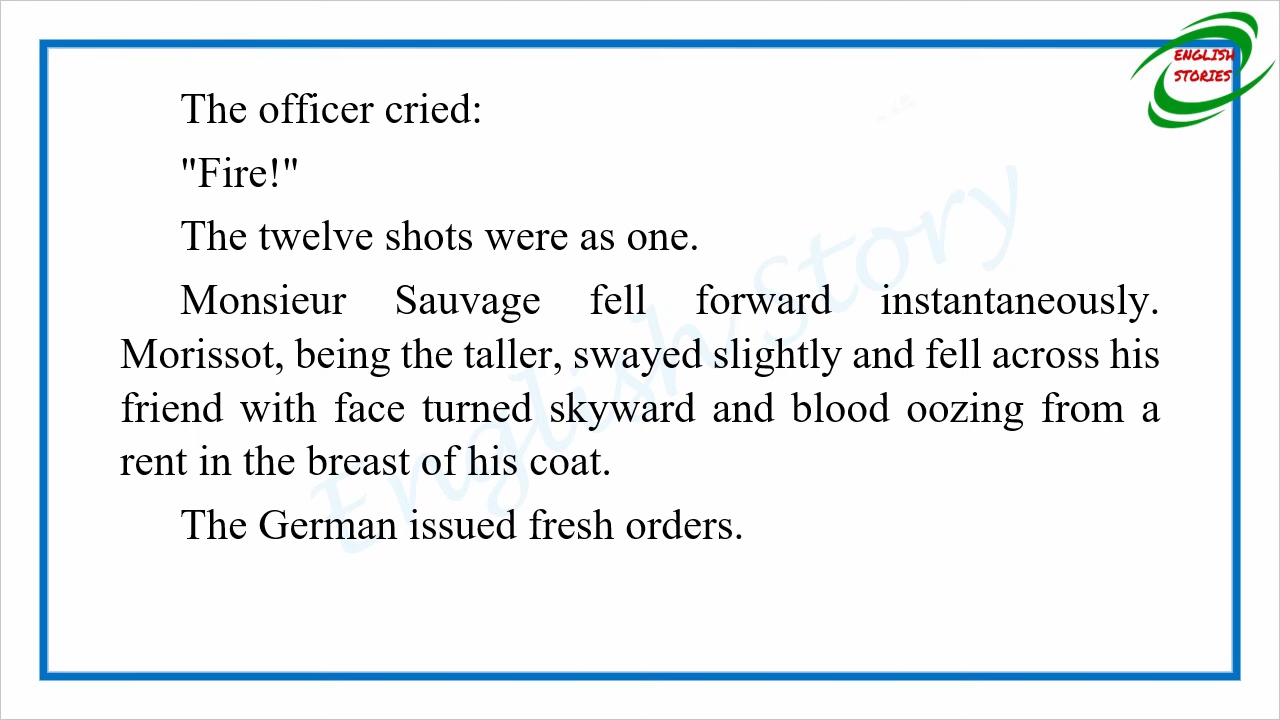 ENGLISH
STORIES
The officer cried:
"Fire!"
The twelve shots were as one.
Monsieur Sauvage fell forward instantaneously.
Morissot, being the taller, swayed slightly and fell across his
friend with face turned skyward and blood oozing from a
rent in the breast of his coat.
The German issued fresh orders.
English Story